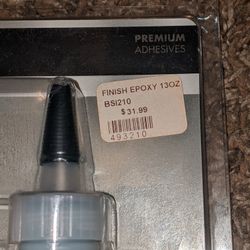 PREMIUM
ADHESIVES
FINISH EPOXY 13OZ
BSI210
$31.99
493210